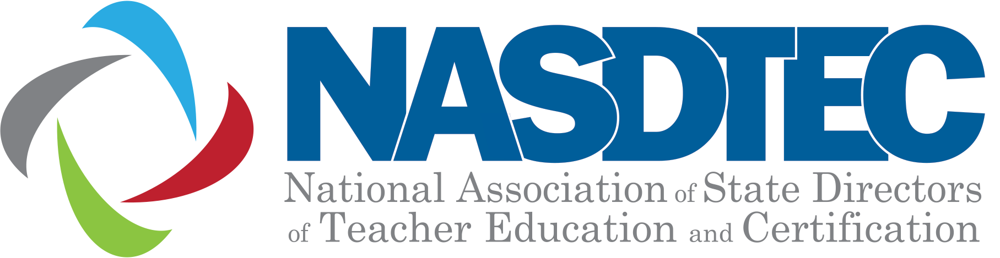 NASDTEC
National Association of State Directors
of Teacher Education and Certification